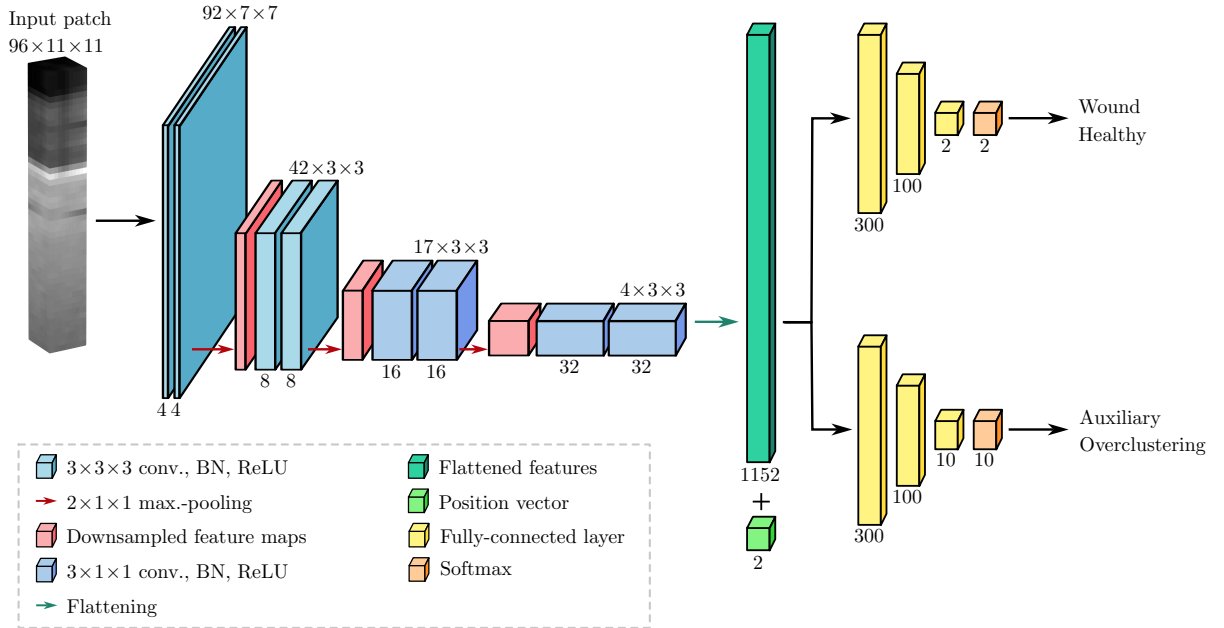 Input patch
96×11×11
92×7×7
4 4
42×3×3
8 8
17×3×3
16 16
4×3×3
32 32
1152
+
2
300
100
2 2
Wound
Healthy
300
100
10 10
Auxiliary
Overclustering
3×3×3 conv., BN, ReLU
2×1×1 max.-pooling
Downsampled feature maps
3×1×1 conv., BN, ReLU
Flattening
Flattened features
Position vector
Fully-connected layer
Softmax